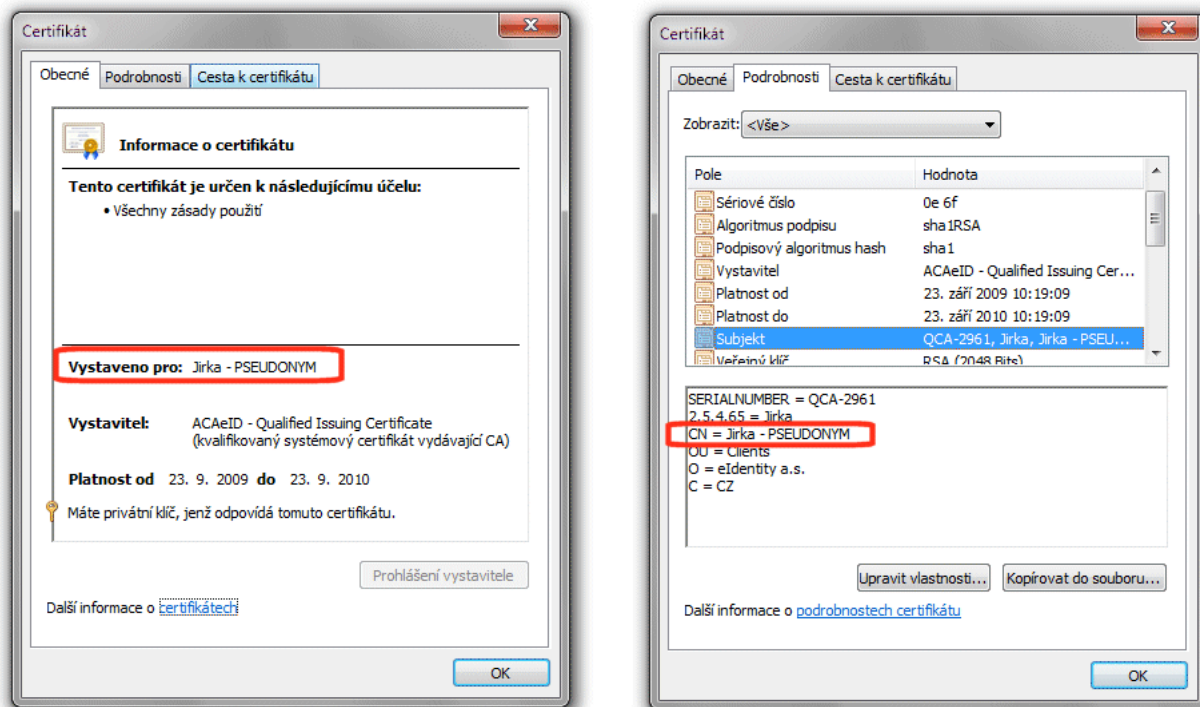 Certifikát
Obecné Podrobnosti Cesta k certifikátu
Informace o certifikátu
Tento certifikát je určen k následujícímu účelu:
• Všechny zásady použití
Vystaveno pro: Jirka - PSEUDONYM
Vystavitel: ACAeID - Qualified Issuing Certificate
(kvalifikovaný systémový certifikát vydávající CA)
Platnost od 23. 9. 2009 do 23. 9. 2010
Máte privátní klíč, jenž odpovídá tomuto certifikátu.
Prohlášení vystavitele
Další informace o certifikátech
OK
Certifikát
Obecné Podrobnosti Cesta k certifikátu
Zobrazit: <Vše>
Pole Hodnota
Sériové číslo 0e 6f
Algoritmus podpisu sha1RSA
Podpisový algoritmus hash sha1
Vystavitel ACAeID - Qualified Issuing Cer...
Platnost od 23. září 2009 10:19:09
Platnost do 23. září 2010 10:19:09
Subjekt QCA-2961, Jirka, Jirka - PSEU...
Veřejný klíč RSA (2048 Bits)
SERIALNUMBER = QCA-2961
2.5.4.65 = Jirka
CN = Jirka - PSEUDONYM
OU = Clients
O = eIdentity a.s.
C = CZ
Upravit vlastnosti... Kopírovat do souboru...
Další informace o podrobnostech certifikátu
OK